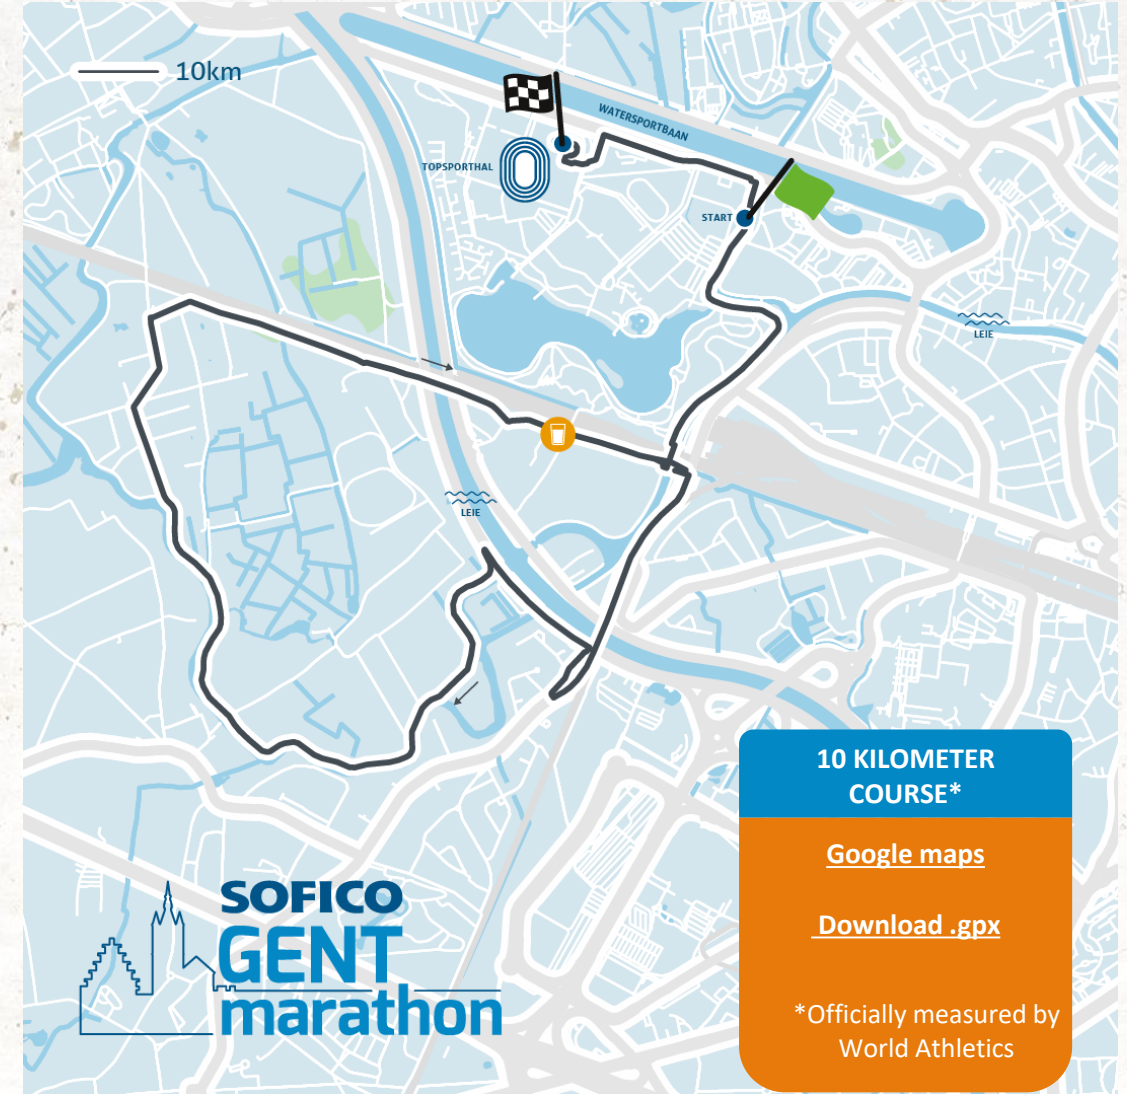 10km
WATERSPORTBAAN
TOPSPORTHAL
START
LEIE
LEIE
10 KILOMETER
COURSE*
Google maps
Download .gpx
*Officially measured by
World Athletics
SOFICO
GENT
marathon